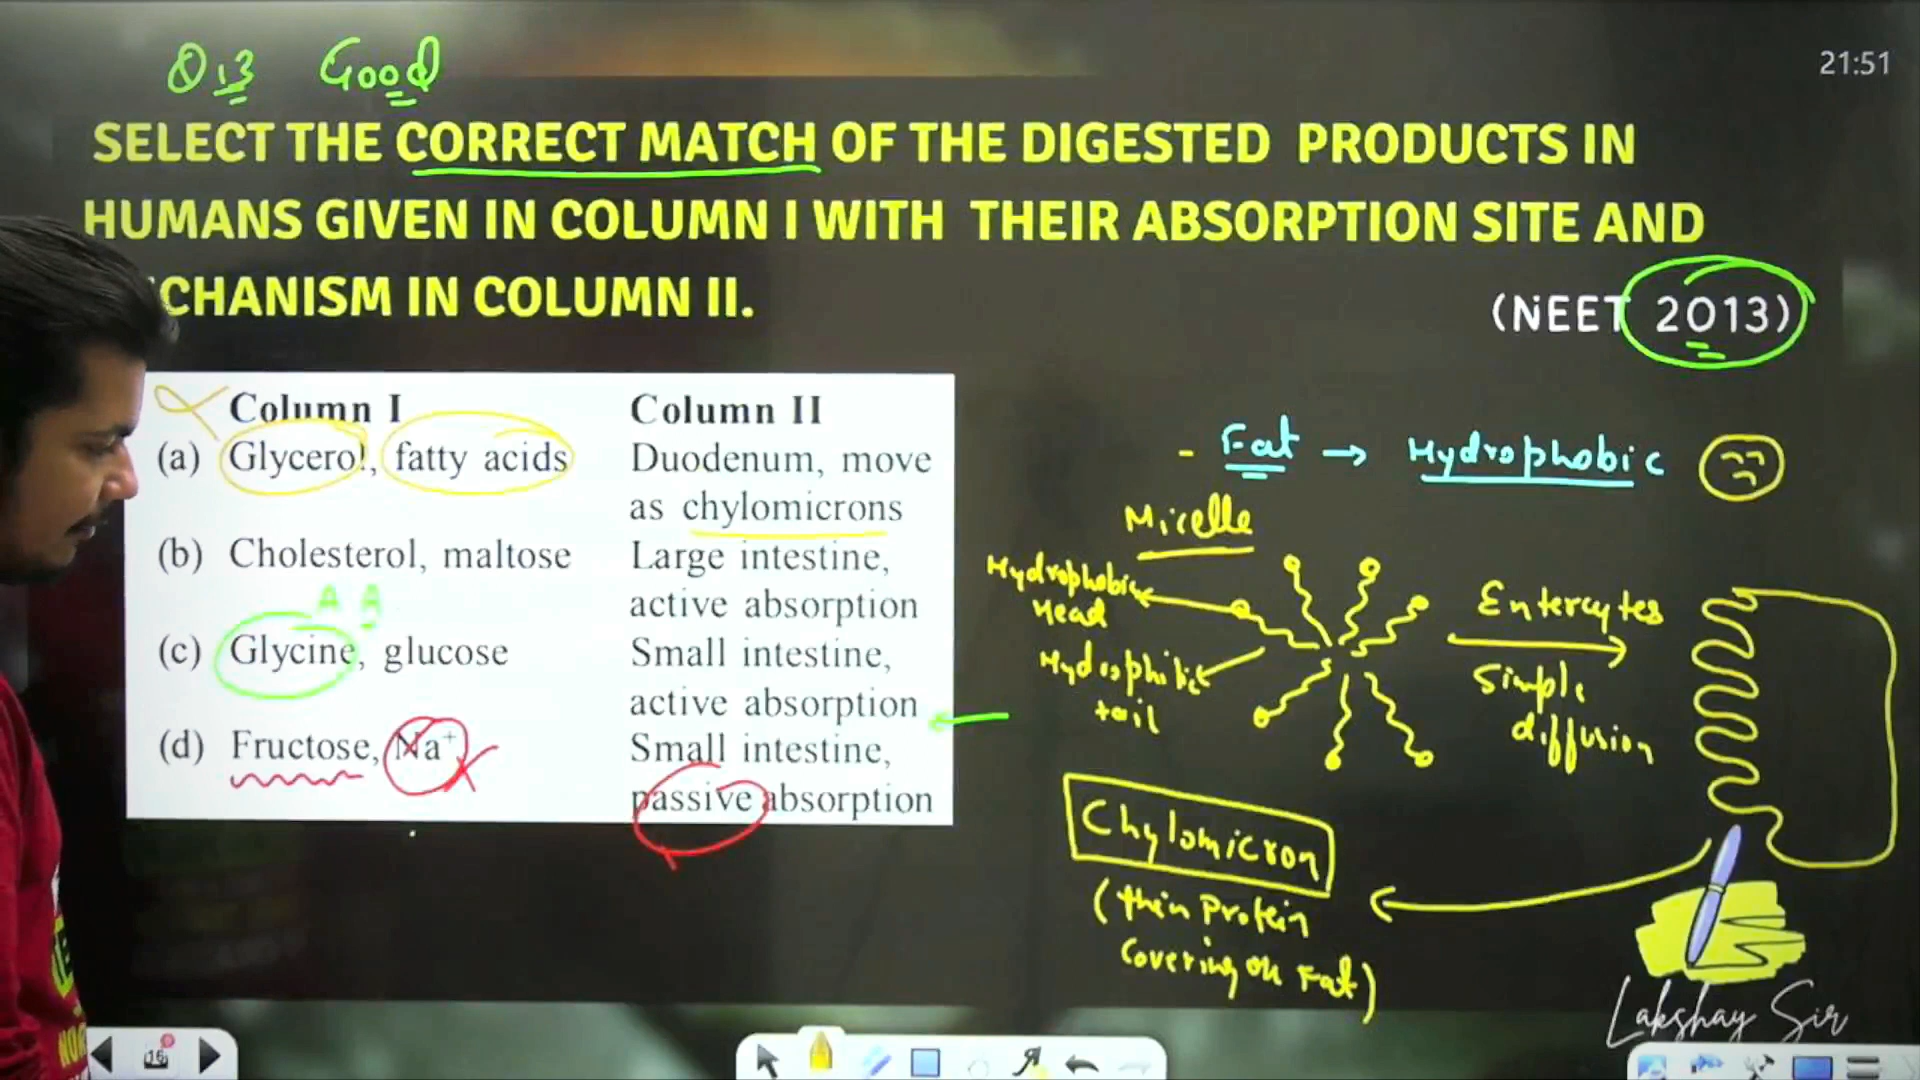 Q 13 Good
21:51
SELECT THE CORRECT MATCH OF THE DIGESTED PRODUCTS IN
HUMANS GIVEN IN COLUMN I WITH THEIR ABSORPTION SITE AND
CHANISM IN COLUMN II.
(NEET 2013)
Column I Column II
(a) Glycerol, fatty acids Duodenum, move
as chylomicrons
(b) Cholesterol, maltose Large intestine,
active absorption
A A
(c) Glycine, glucose Small intestine,
active absorption
(d) Fructose, Na+ Small intestine,
passive absorption
- Fat → Hydrophobic
Micelle
Hydrophobic
Head
Hydrophilic
tail
Entercytes
Simple
diffusion
Chylomicron
(thin Protein
covering on Fat)
Lakshay Sir
16